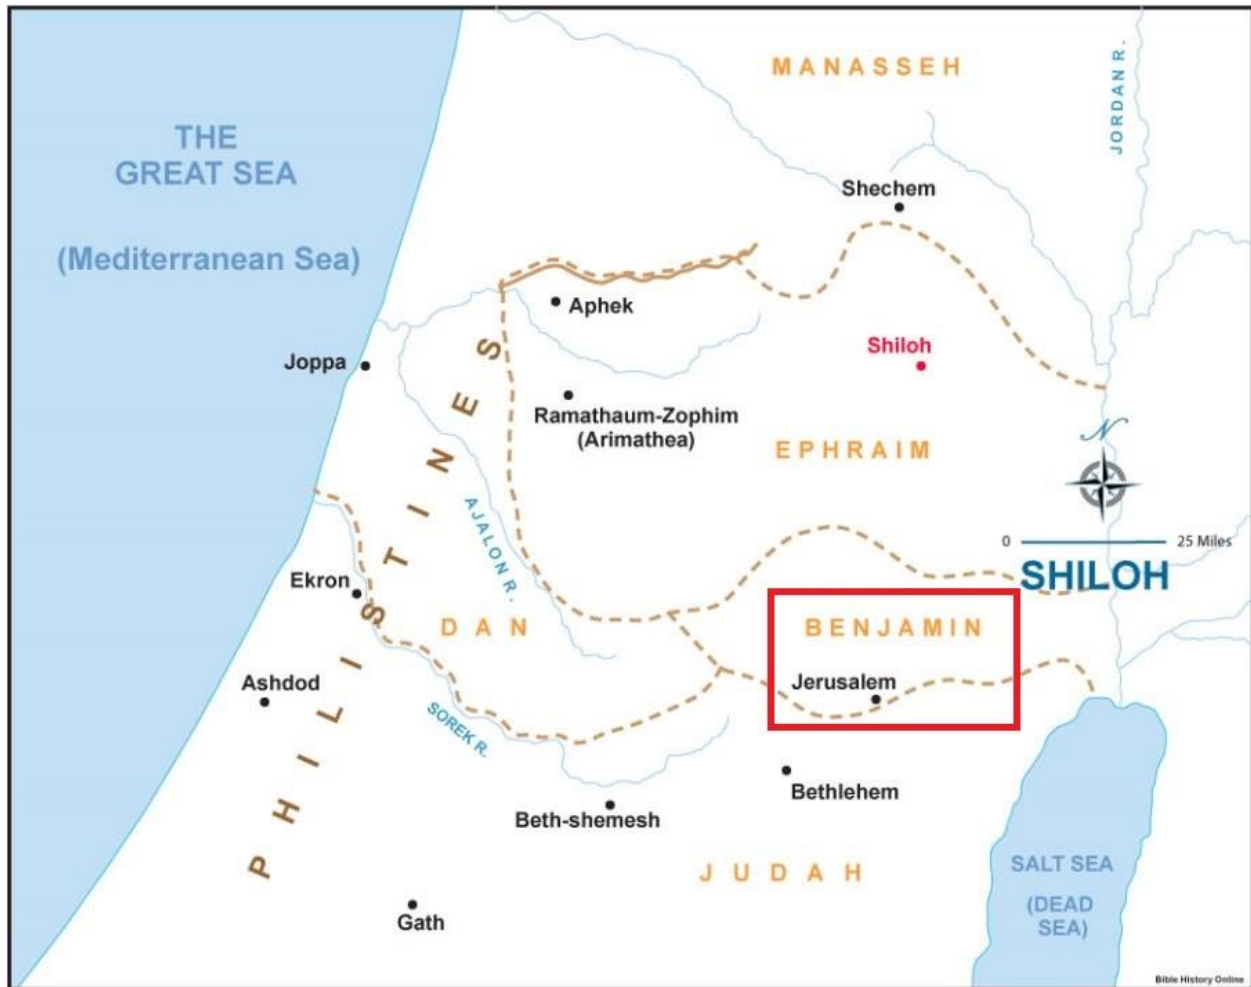 MANASSEH
JORDAN R.
THE
GREAT SEA
(Mediterranean Sea)
Shechem
Aphek
Shiloh
Joppa
Ramathaum-Zophim
(Arimathea)
EPHRAIM
N
PHILISTINES
AJALON R.
0 25 Miles
SHILOH
Ekron
DAN
BENJAMIN
Jerusalem
Ashdod
SOREK R.
Bethlehem
Beth-shemesh
JUDAH
SALT SEA
(DEAD
SEA)
Gath
Bible History Online